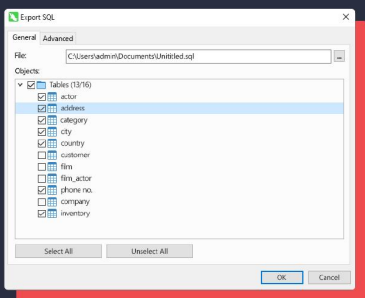 Export SQL
General Advanced
File: C:\Users\admin\Documents\Untitled.sql ...
Objects:
Tables (13/16)
actor
address
category
city
country
customer
film
film_actor
phone no.
company
inventory
Select All Unselect All
OK Cancel